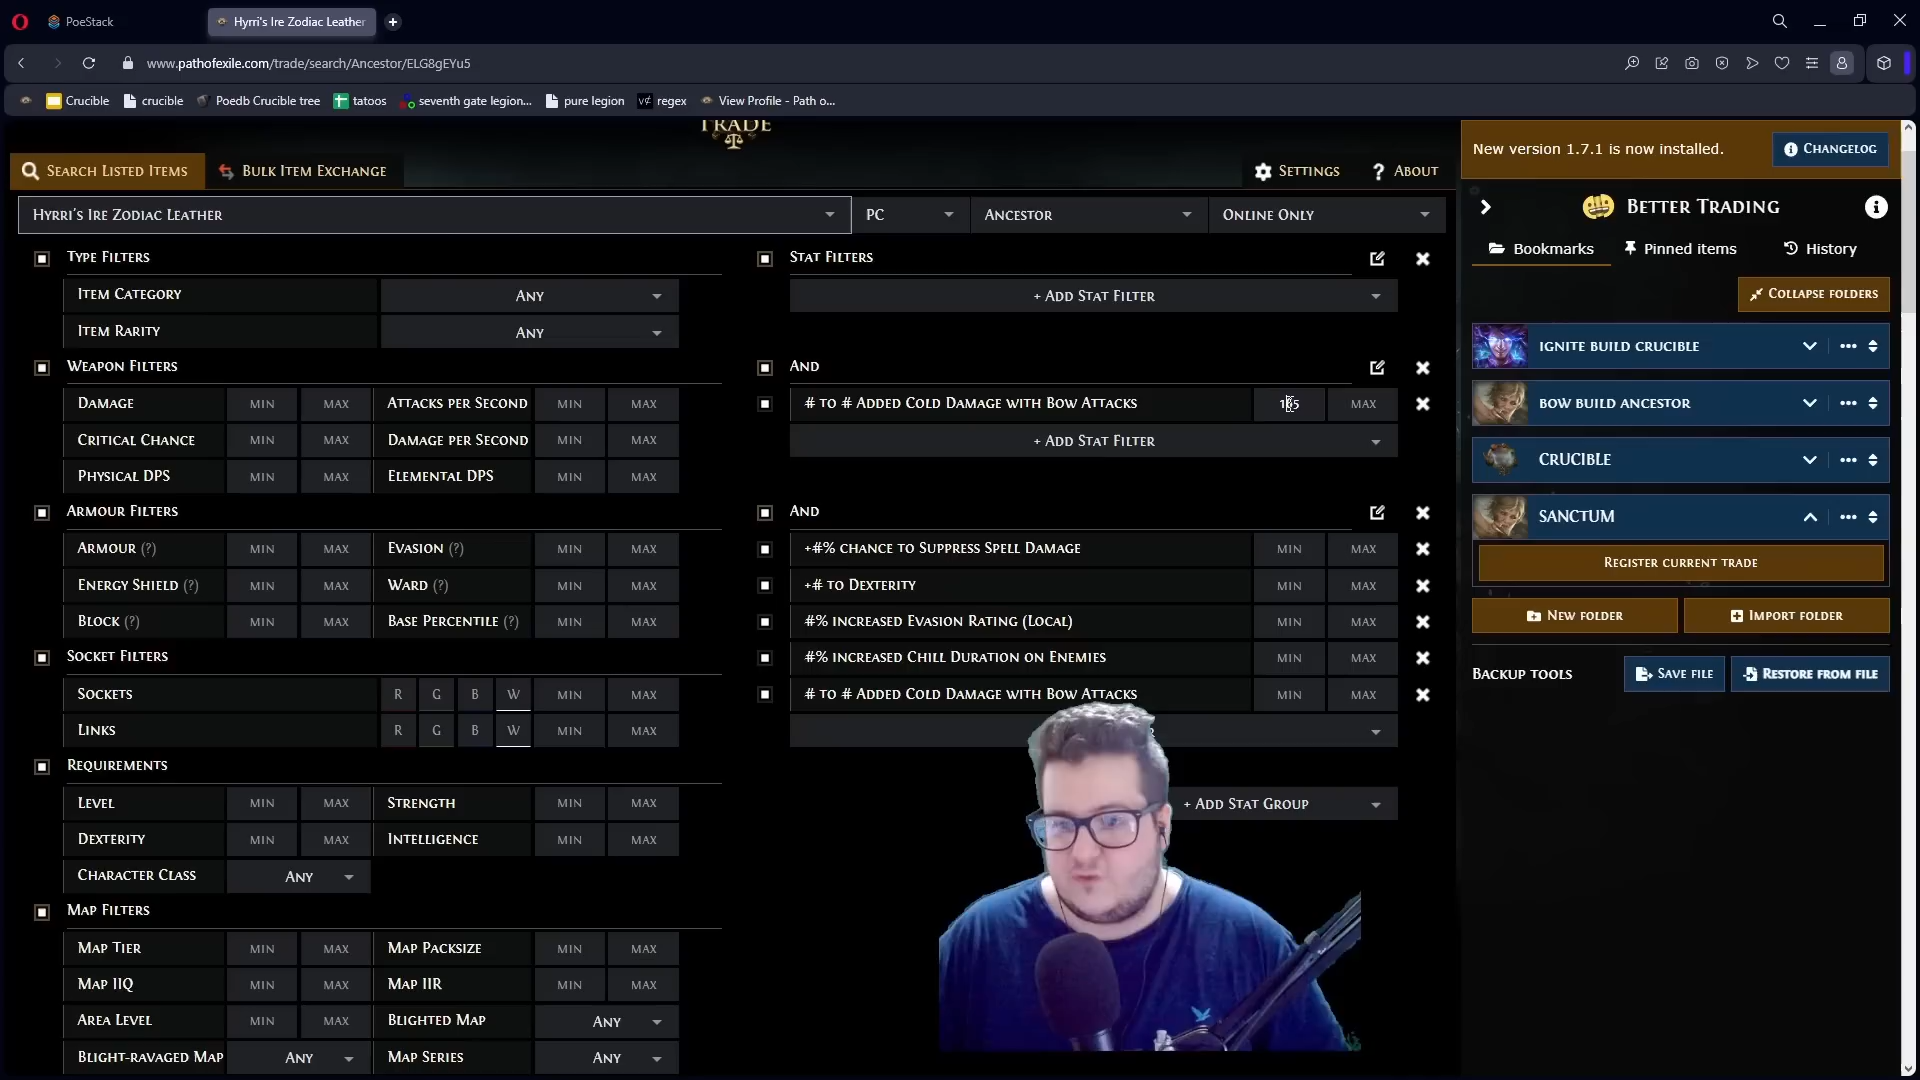 PoeStack
Hyrri's Ire Zodiac Leather
www.pathofexile.com/trade/search/Ancestor/ELG8gEYu5
Crucible
crucible
Poedb Crucible tree
tatoos
seventh gate legion...
pure legion
regex
View Profile - Path o...
TRADE
Search Listed Items
Bulk Item Exchange
Settings
? About
Hyrri's Ire Zodiac Leather
PC
Ancestor
Online Only
Type Filters
Item Category
Any
Item Rarity
Any
Weapon Filters
Damage MIN MAX Attacks per Second MIN MAX
Critical Chance MIN MAX Damage per Second MIN MAX
Physical DPS MIN MAX Elemental DPS MIN MAX
Armour Filters
Armour (?) MIN MAX Evasion (?) MIN MAX
Energy Shield (?) MIN MAX Ward (?) MIN MAX
Block (?) MIN MAX Base Percentile (?) MIN MAX
Socket Filters
Sockets R G B W MIN MAX
Links R G B W MIN MAX
Requirements
Level MIN MAX Strength MIN MAX
Dexterity MIN MAX Intelligence MIN MAX
Character Class Any
Map Filters
Map Tier MIN MAX Map Packsize MIN MAX
Map IIQ MIN MAX Map IIR MIN MAX
Area Level MIN MAX Blighted Map Any
Blight-ravaged Map Any Map Series Any
Stat Filters
+ Add Stat Filter
And
# to # Added Cold Damage with Bow Attacks MAX
+ Add Stat Filter
And
+#% chance to Suppress Spell Damage MIN MAX
+# to Dexterity MIN MAX
#% increased Evasion Rating (Local) MIN MAX
#% increased Chill Duration on Enemies MIN MAX
# to # Added Cold Damage with Bow Attacks MIN MAX
+ Add Stat Group
New version 1.7.1 is now installed.
Changelog
Better Trading
Bookmarks
Pinned items
History
Collapse folders
Ignite Build Crucible
Bow Build Ancestor
Crucible
Sanctum
Register current trade
New folder
Import folder
Backup tools
Save file
Restore from file